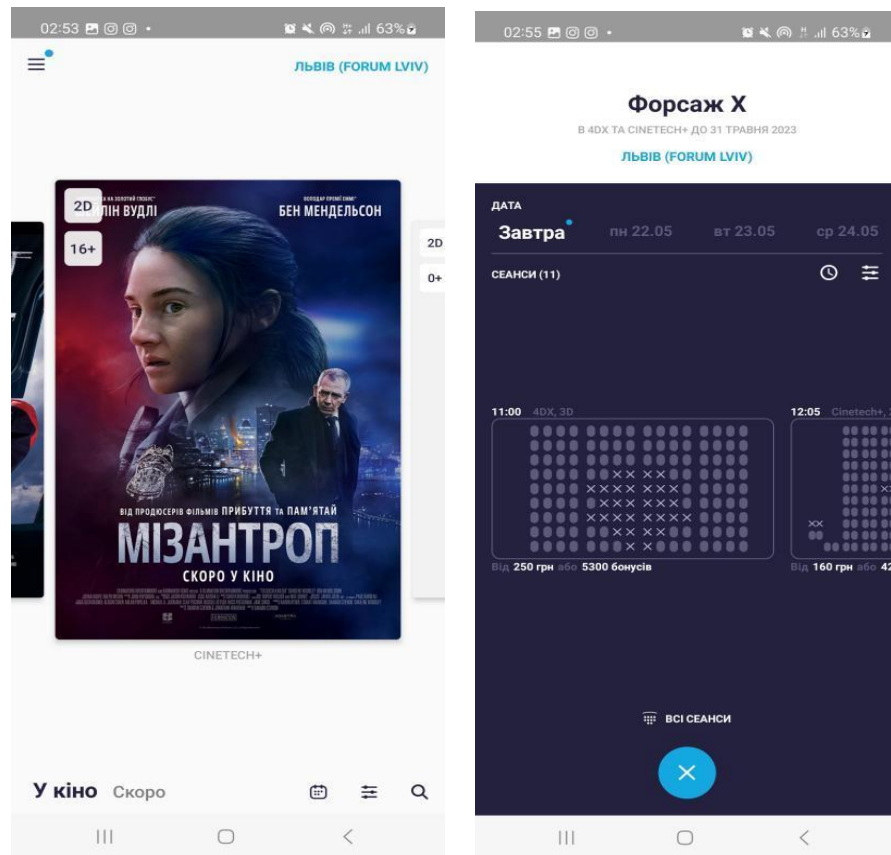 02:53
63%
ЛЬВІВ (FORUM LVIV)
2D
16+
ЛІН ВУДЛІ
БЕН МЕНДЕЛЬСОН
2D
0+
ВІД ПРОДЮСЕРІВ ФІЛЬМІВ ПРИБУТТЯ ТА ПАМ'ЯТАЙ
МІЗАНТРОП
СКОРО У КІНО
CINETECH+
У кіно Скоро
02:55
63%
Форсаж X
В 4DX ТА CINETECH+ ДО 31 ТРАВНЯ 2023
ЛЬВІВ (FORUM LVIV)
ДАТА
Завтра пн 22.05 вт 23.05 ср 24.05
СЕАНСИ (11)
11:00 4DX, 3D
12:05 Cinetech+,
Від 250 грн або 5300 бонусів
Від 160 грн або 42
ВСІ СЕАНСИ